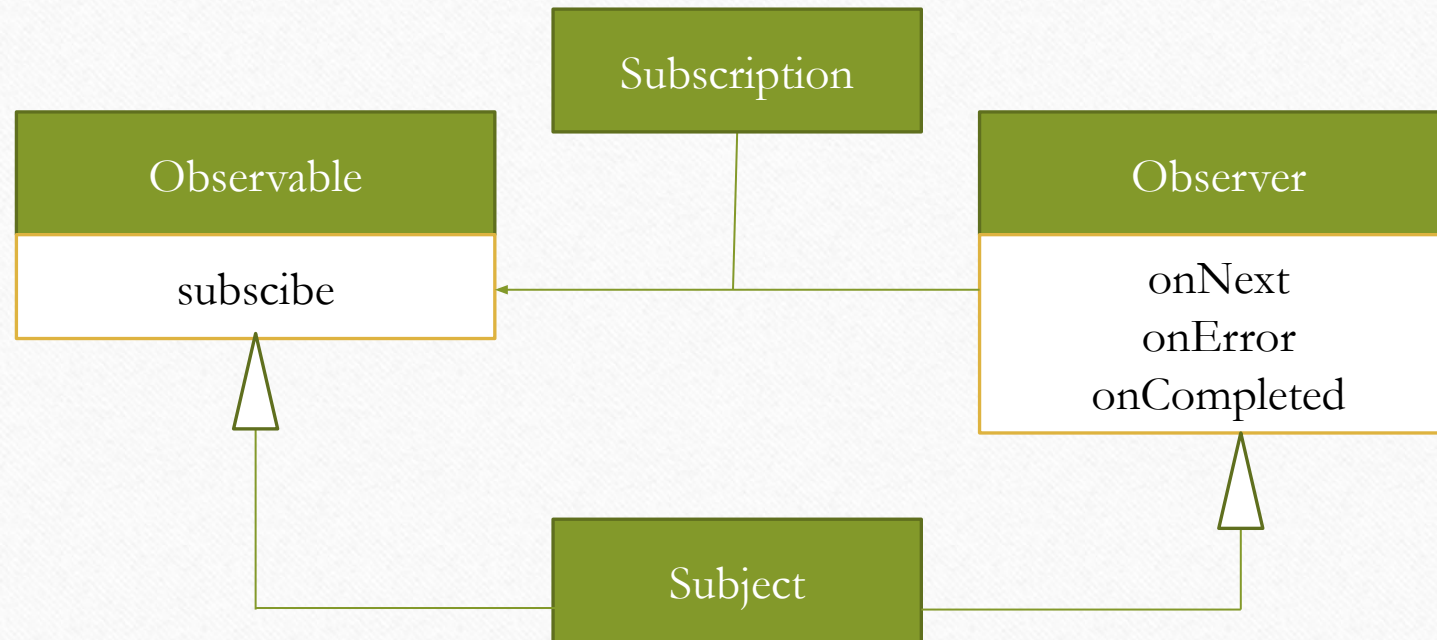 Subscription
Observable
subscibe
Observer
onNext
onError
onCompleted
Subject